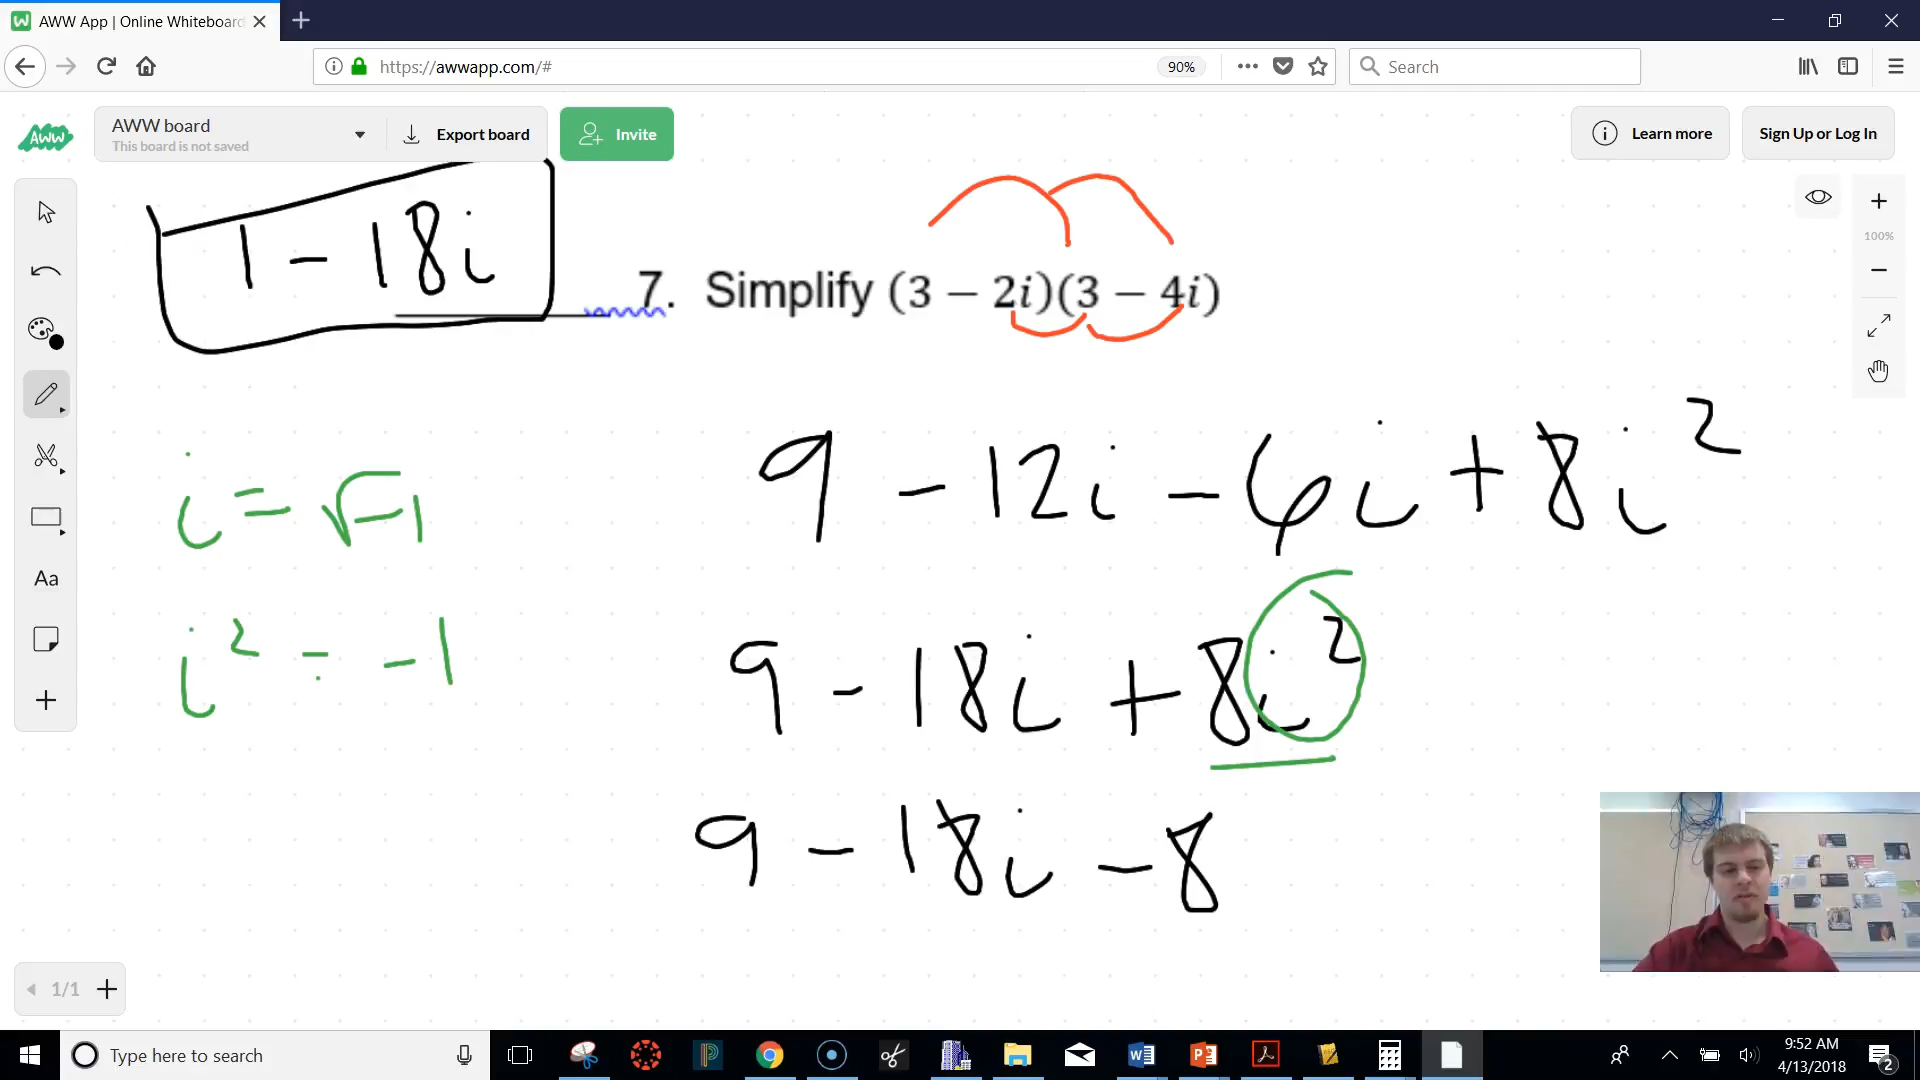 AWW App | Online Whiteboard
https://awwapp.com/#
90%
Search
AWW
AWW board
This board is not saved
Export board
Invite
Learn more
Sign Up or Log In
100%
1 - 18i
7. Simplify (3 − 2i)(3 − 4i)
9 - 12i - 6i + 8i²
i = √-1
9 - 18i + 8i²
i² = -1
9 - 18i - 8
Aa
1/1
Type here to search
9:52 AM
4/13/2018
2